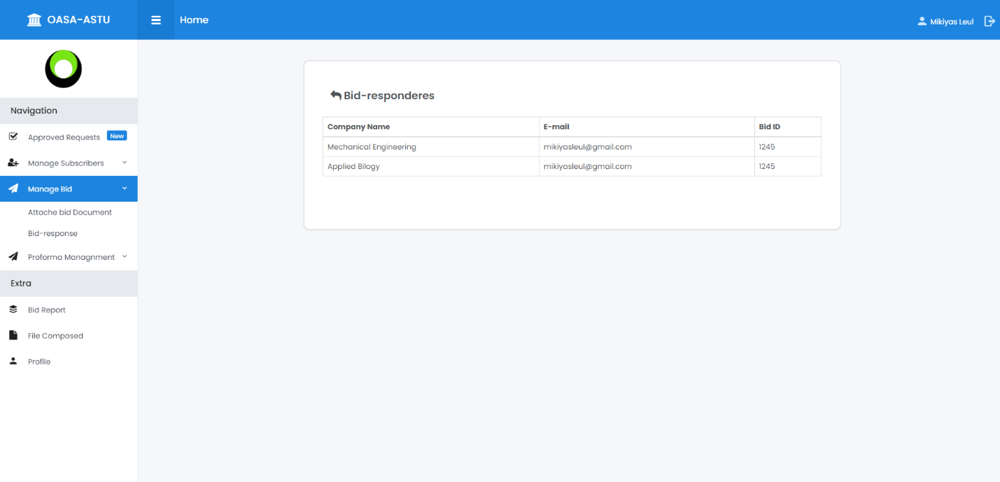 OASA-ASTU
Home
Mikiyas Leul
Navigation
Approved Requests New
Manage Subscribers
Manage Bid
Attache bid Document
Bid-response
Proforma Managnment
Extra
Bid Report
File Composed
Profile
Bid-responderes
Company Name E-mail Bid ID
Mechanical Engineering mikiyasleul@gmail.com 1245
Applied Bilogy mikiyasleul@gmail.com 1245